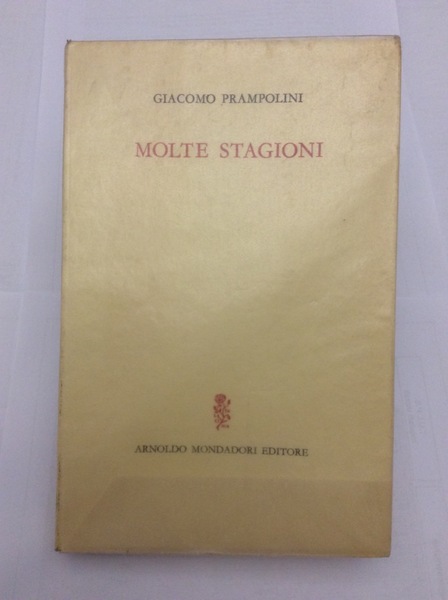 GIACOMO PRAMPOLINI
MOLTE STAGIONI
ARNOLDO MONDADORI EDITORE